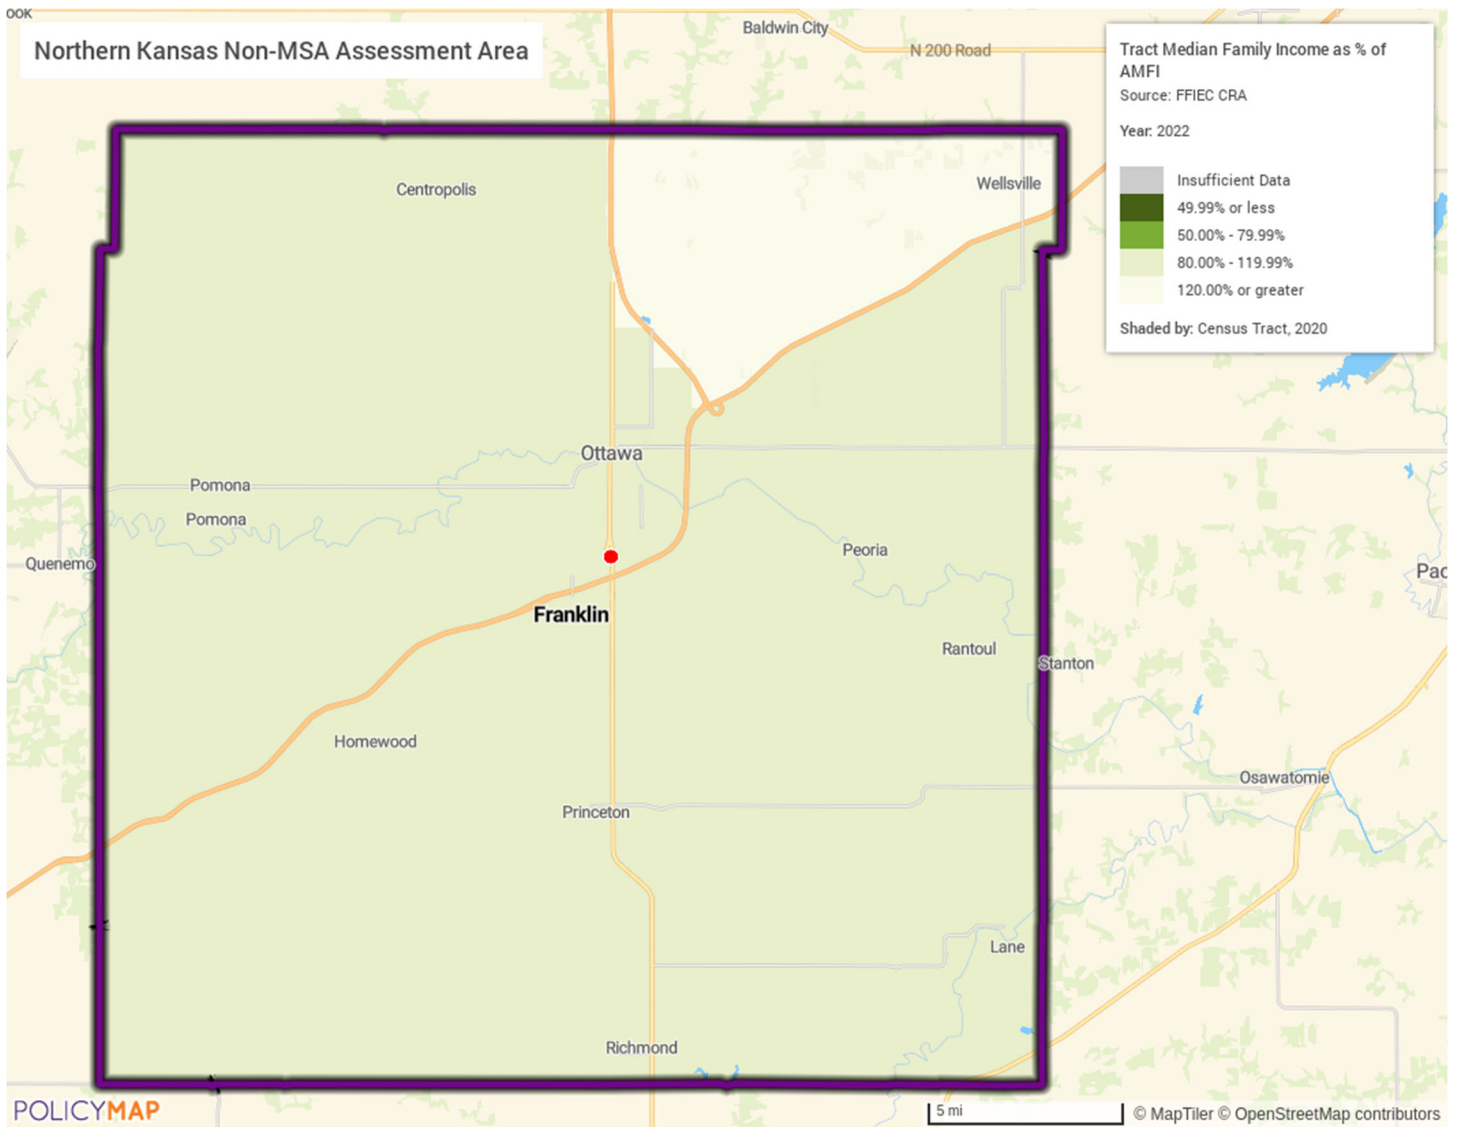 OOK
Northern Kansas Non-MSA Assessment Area
Baldwin City
N 200 Road
Tract Median Family Income as % of
AMFI
Source: FFIEC CRA
Year: 2022
Insufficient Data
49.99% or less
50.00% - 79.99%
80.00% - 119.99%
120.00% or greater
Shaded by: Census Tract, 2020
Centropolis
Wellsville
Ottawa
Pomona
Pomona
Quenemo
Peoria
Pao
Franklin
Rantoul
Stanton
Homewood
Osawatomie
Princeton
Lane
Richmond
POLICYMAP
5 mi
© MapTiler © OpenStreetMap contributors